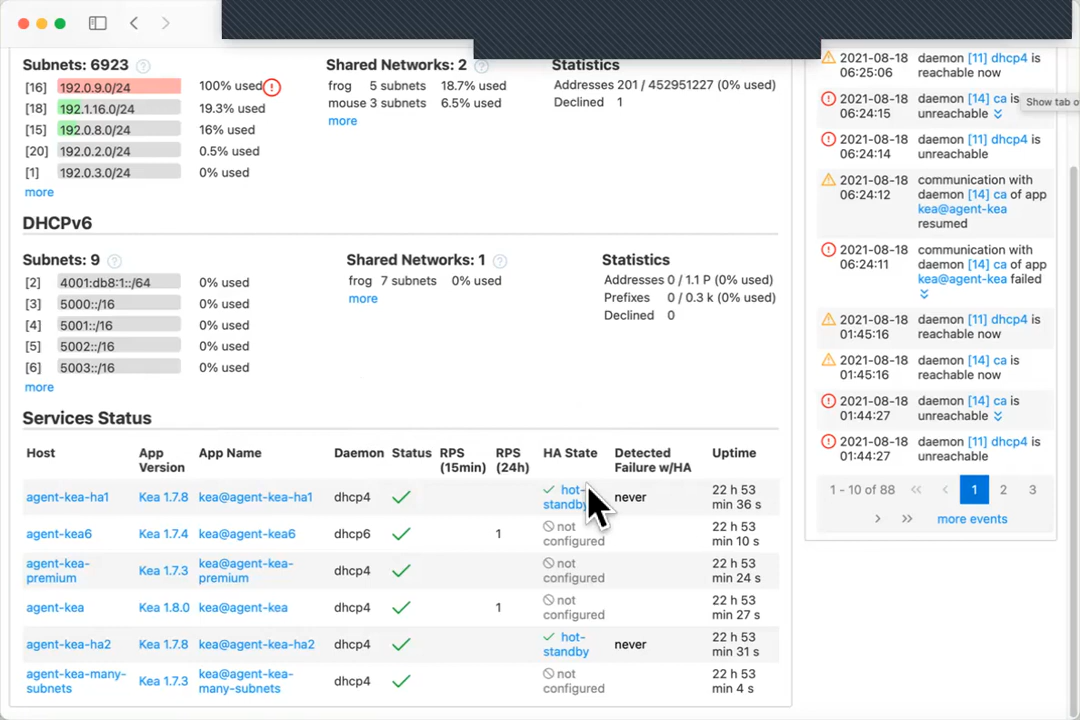 Subnets: 6923
[16] 192.0.9.0/24 100% used
[18] 192.1.16.0/24 19.3% used
[15] 192.0.8.0/24 16% used
[20] 192.0.2.0/24 0.5% used
[1] 192.0.3.0/24 0% used
more
Shared Networks: 2
frog 5 subnets 18.7% used
mouse 3 subnets 6.5% used
more
Statistics
Addresses 201 / 452951227 (0% used)
Declined 1
DHCPv6
Subnets: 9
[2] 4001:db8:1::/64 0% used
[3] 5000::/16 0% used
[4] 5001::/16 0% used
[5] 5002::/16 0% used
[6] 5003::/16 0% used
more
Shared Networks: 1
frog 7 subnets 0% used
more
Statistics
Addresses 0 / 1.1 P (0% used)
Prefixes 0 / 0.3 k (0% used)
Declined 0
Services Status
Host App Version App Name Daemon Status RPS (15min) RPS (24h) HA State Detected Failure w/HA Uptime
agent-kea-ha1 Kea 1.7.8 kea@agent-kea-ha1 dhcp4 hot-standby never 22 h 53 min 36 s
agent-kea6 Kea 1.7.4 kea@agent-kea6 dhcp6 1 not configured 22 h 53 min 10 s
agent-kea-premium Kea 1.7.3 kea@agent-kea-premium dhcp4 not configured 22 h 53 min 24 s
agent-kea Kea 1.8.0 kea@agent-kea dhcp4 1 not configured 22 h 53 min 27 s
agent-kea-ha2 Kea 1.7.8 kea@agent-kea-ha2 dhcp4 hot-standby never 22 h 53 min 31 s
agent-kea-many-subnets Kea 1.7.3 kea@agent-kea-many-subnets dhcp4 not configured 22 h 53 min 4 s
2021-08-18 06:25:06 daemon [11] dhcp4 is reachable now
2021-08-18 06:24:15 daemon [14] ca is unreachable
Show tab
2021-08-18 06:24:14 daemon [11] dhcp4 is unreachable
2021-08-18 06:24:12 communication with daemon [14] ca of app kea@agent-kea resumed
2021-08-18 06:24:11 communication with daemon [14] ca of app kea@agent-kea failed
2021-08-18 01:45:16 daemon [11] dhcp4 is reachable now
2021-08-18 01:45:16 daemon [14] ca is reachable now
2021-08-18 01:44:27 daemon [14] ca is unreachable
2021-08-18 01:44:27 daemon [11] dhcp4 is unreachable
1 - 10 of 88 « ‹ 1 2 3
› » more events